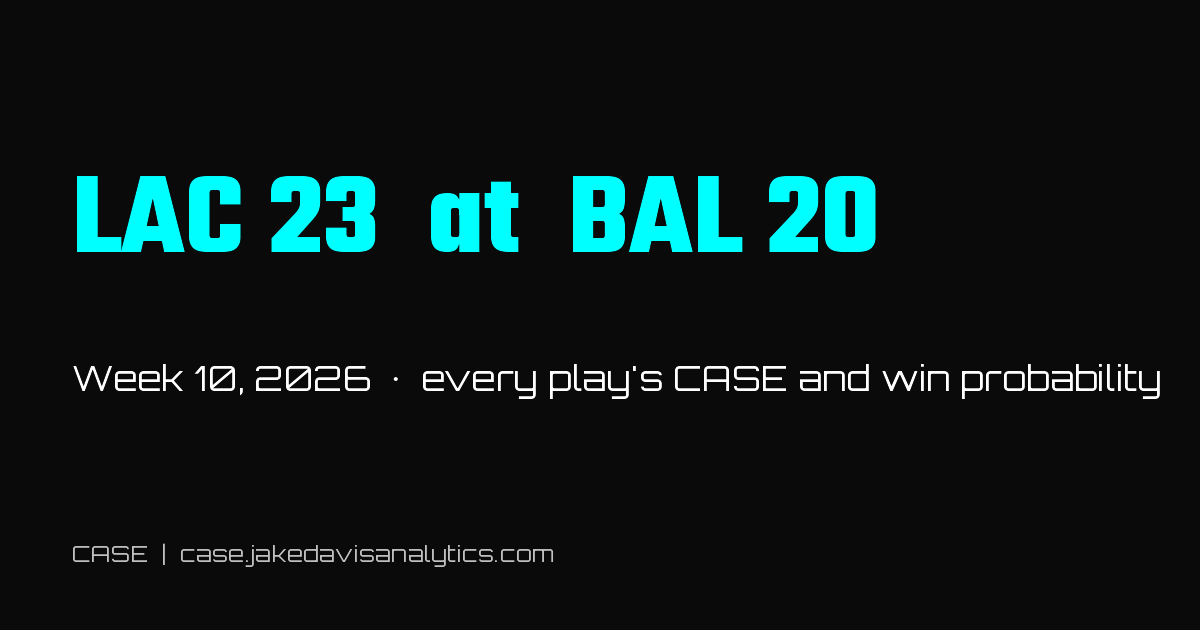 LAC 23 at BAL 20
Week 10, 2026 · every play's CASE and win probability
CASE | case.jakedavisanalytics.com